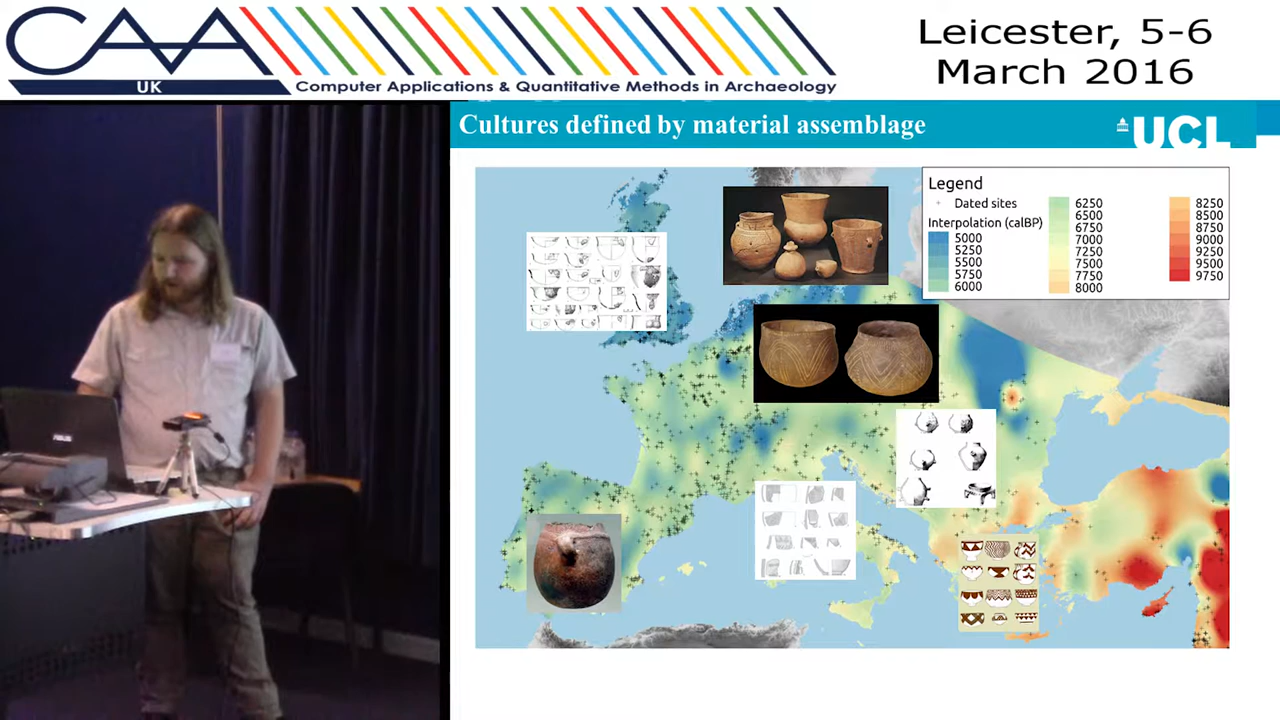 CAA
UK
Computer Applications & Quantitative Methods in Archaeology
Leicester, 5-6
March 2016
Cultures defined by material assemblage
UCL
Legend
Dated sites
Interpolation (calBP)
5000
5250
5500
5750
6000
6250
6500
6750
7000
7250
7500
7750
8000
8250
8500
8750
9000
9250
9500
9750
ASUS